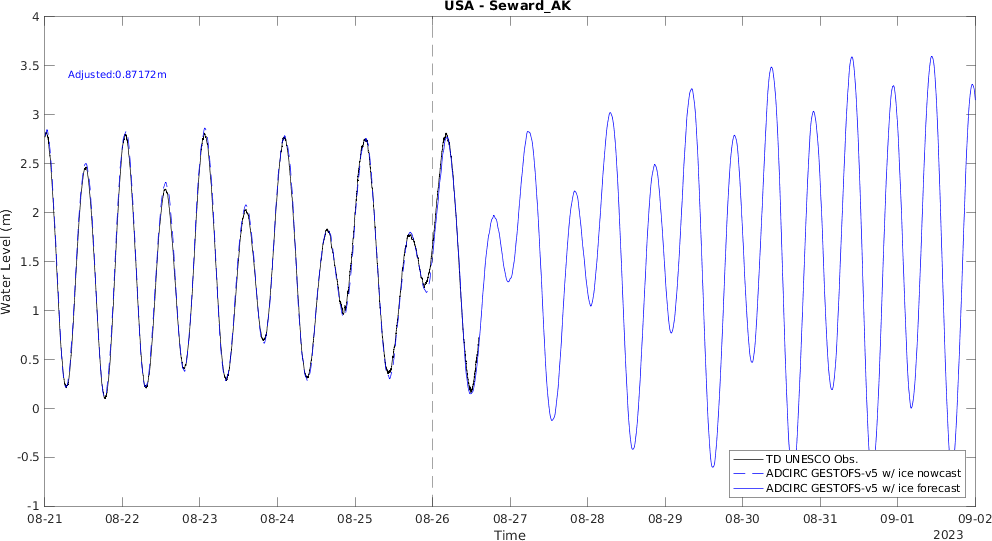 USA - Seward_AK
Adjusted:0.87172m
4
3.5
3
2.5
2
1.5
1
0.5
0
-0.5
-1
Water Level (m)
TD UNESCO Obs.
ADCIRC GESTOFS-v5 w/ ice nowcast
ADCIRC GESTOFS-v5 w/ ice forecast
08-21 08-22 08-23 08-24 08-25 08-26 08-27 08-28 08-29 08-30 08-31 09-01 09-02
Time
2023